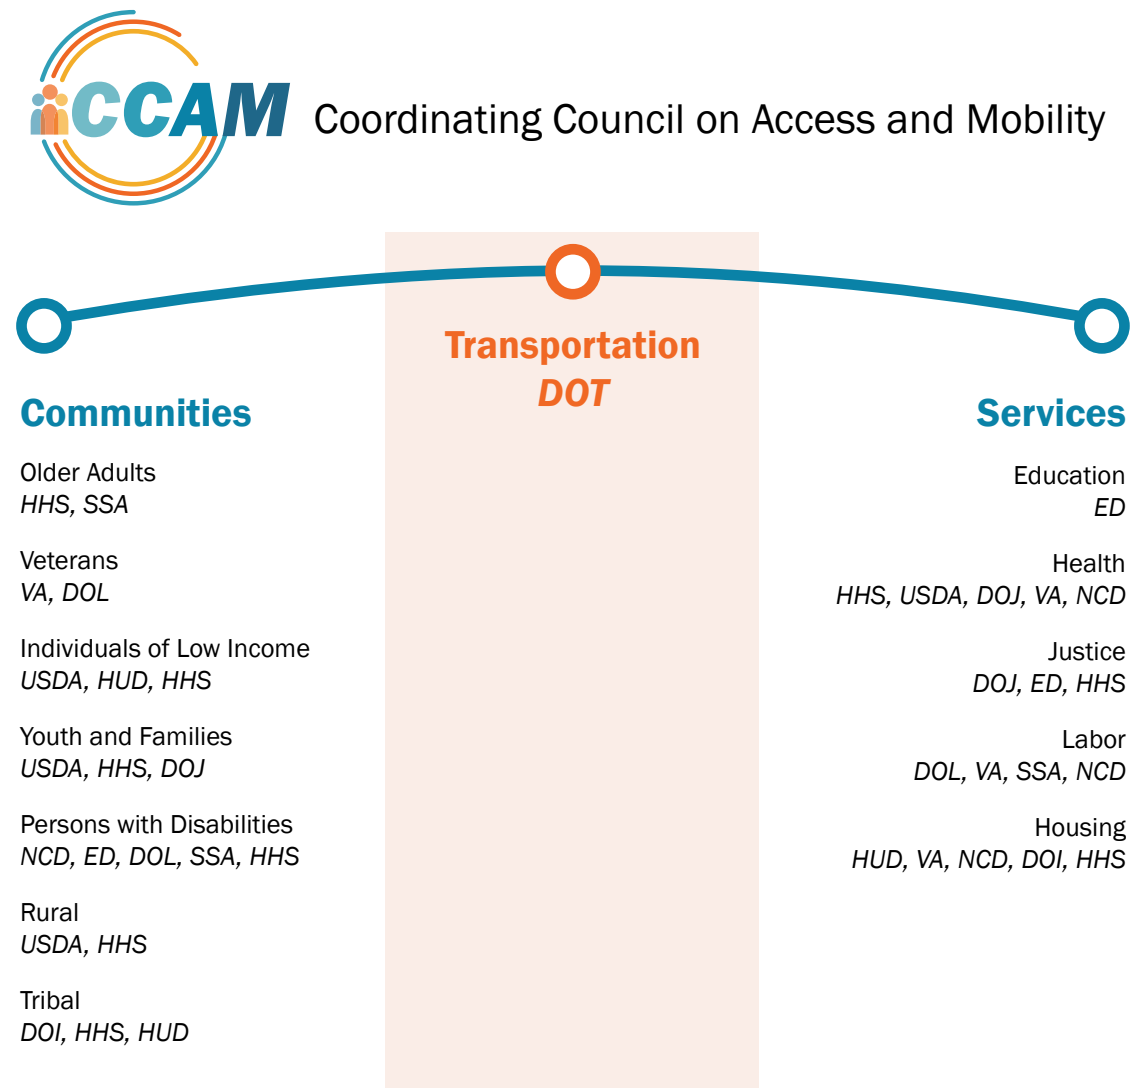 CCAM
Coordinating Council on Access and Mobility
Transportation
DOT
Communities
Older Adults
HHS, SSA
Veterans
VA, DOL
Individuals of Low Income
USDA, HUD, HHS
Youth and Families
USDA, HHS, DOJ
Persons with Disabilities
NCD, ED, DOL, SSA, HHS
Rural
USDA, HHS
Tribal
DOI, HHS, HUD
Services
Education
ED
Health
HHS, USDA, DOJ, VA, NCD
Justice
DOJ, ED, HHS
Labor
DOL, VA, SSA, NCD
Housing
HUD, VA, NCD, DOI, HHS